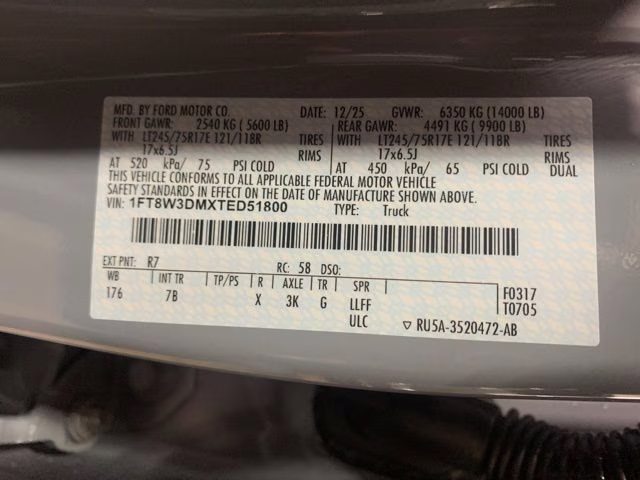 MFD. BY FORD MOTOR CO. DATE: 12/25 GVWR: 6350 KG (14000 LB)
FRONT GAWR: 2540 KG (5600 LB) REAR GAWR: 4491 KG (9900 LB)
WITH LT245/75R17E 121/118R TIRES WITH LT245/75R17E 121/118R TIRES
17x6.5J RIMS 17x6.5J RIMS
AT 520 kPa/ 75 PSI COLD AT 450 kPa/ 65 PSI COLD DUAL
THIS VEHICLE CONFORMS TO ALL APPLICABLE FEDERAL MOTOR VEHICLE
SAFETY STANDARDS IN EFFECT ON THE DATE OF MANUFACTURE SHOWN ABOVE.
VIN: 1FT8W3DMXTED51800 TYPE: Truck
EXT PNT: R7 RC: 58 DSO:
WB INT TR TP/PS R AXLE TR SPR F0317
176 7B X 3K G LLFF T0705
ULC ▽ RU5A-3520472-AB